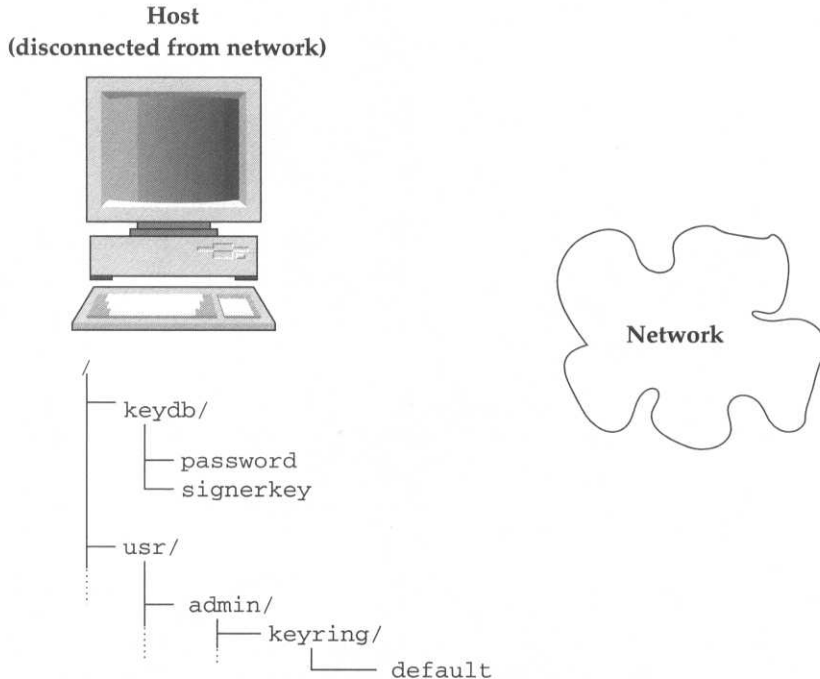 Host
(disconnected from network)
Network
/
keydb/
password
signerkey
usr/
admin/
keyring/
default